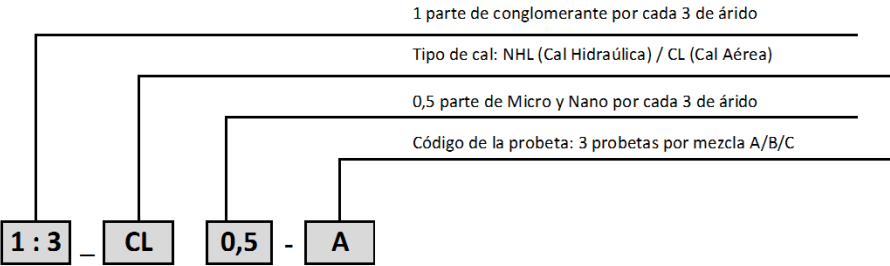 1 parte de conglomerante por cada 3 de árido
Tipo de cal: NHL (Cal Hidraúlica) / CL (Cal Aérea)
0,5 parte de Micro y Nano por cada 3 de árido
Código de la probeta: 3 probetas por mezcla A/B/C
1 : 3 _ CL 0,5 - A